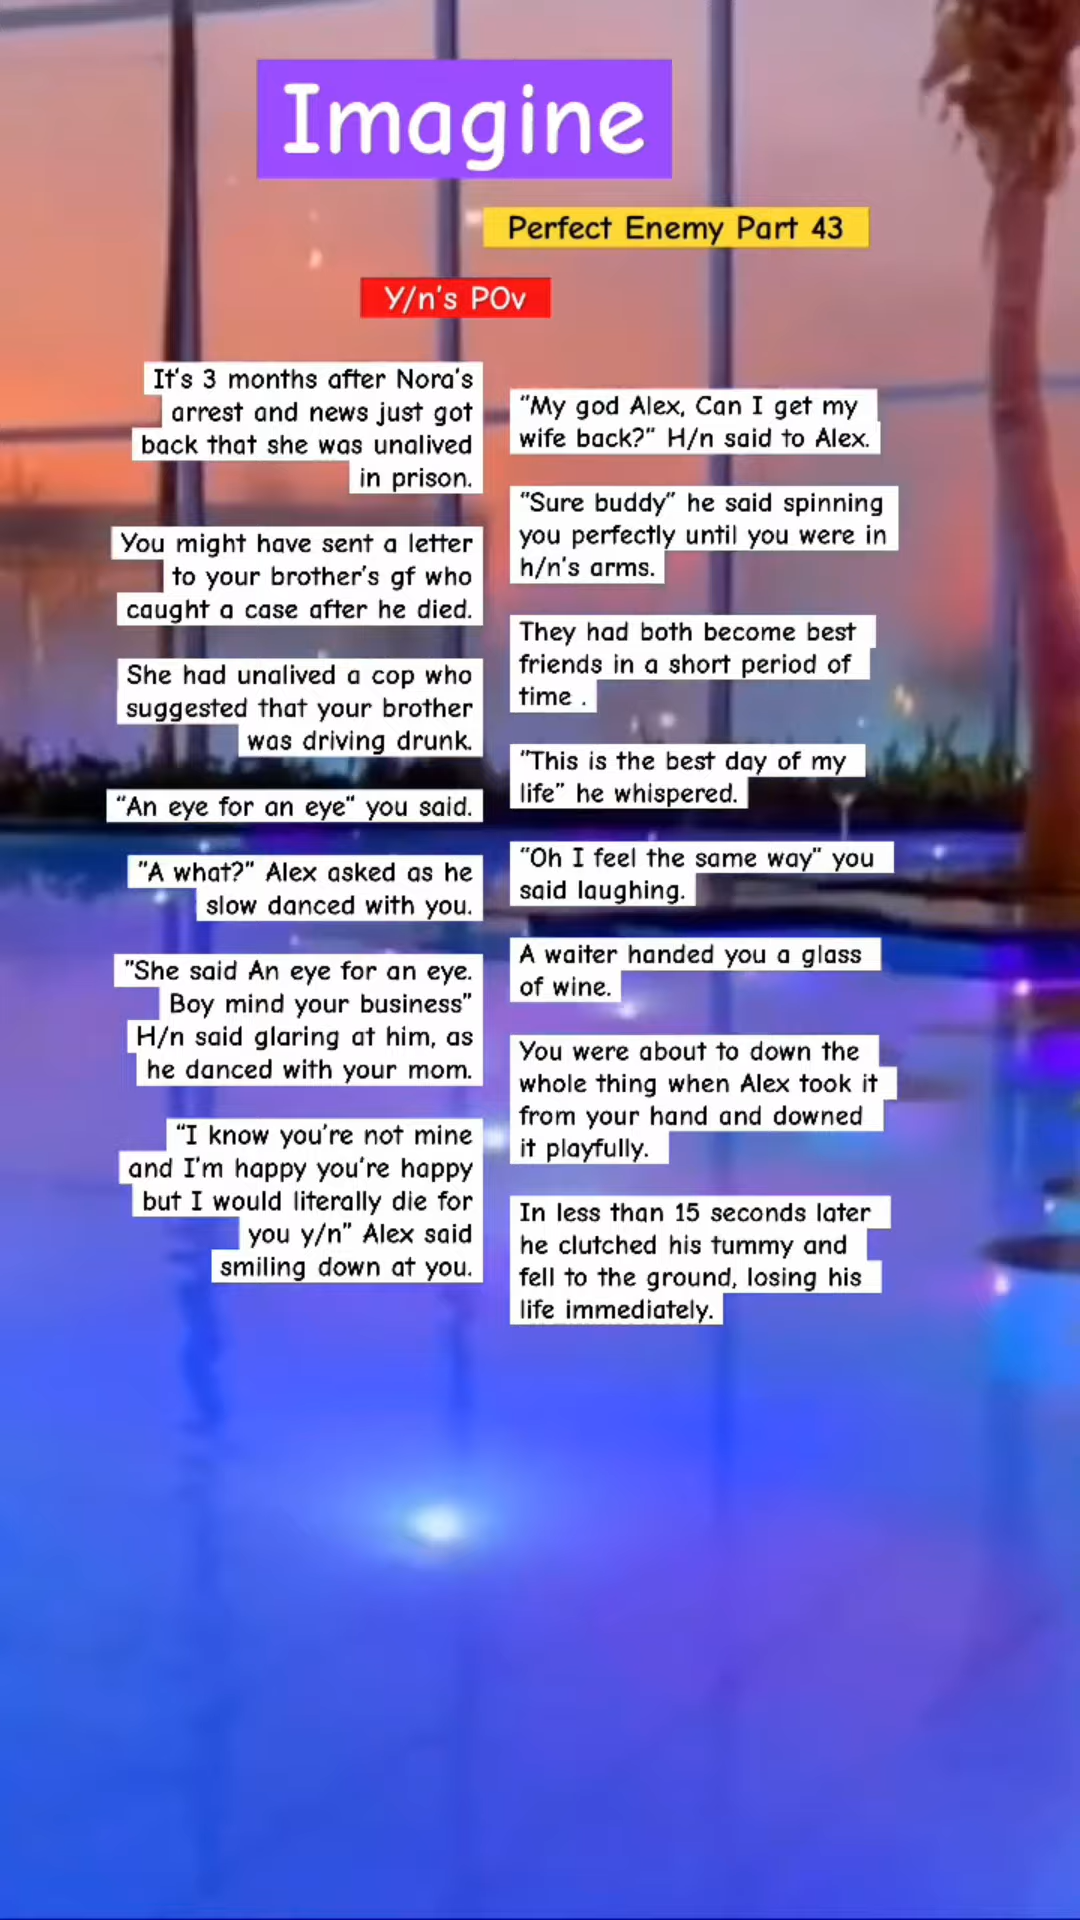 Imagine
Perfect Enemy Part 43
Y/n's POv
It's 3 months after Nora's
arrest and news just got
back that she was unalived
in prison.
You might have sent a letter
to your brother's gf who
caught a case after he died.
She had unalived a cop who
suggested that your brother
was driving drunk.
"An eye for an eye" you said.
"A what?" Alex asked as he
slow danced with you.
"She said An eye for an eye.
Boy mind your business"
H/n said glaring at him, as
he danced with your mom.
"I know you're not mine
and I'm happy you're happy
but I would literally die for
you y/n" Alex said
smiling down at you.
"My god Alex, Can I get my
wife back?" H/n said to Alex.
"Sure buddy" he said spinning
you perfectly until you were in
h/n's arms.
They had both become best
friends in a short period of
time .
"This is the best day of my
life" he whispered.
"Oh I feel the same way" you
said laughing.
A waiter handed you a glass
of wine.
You were about to down the
whole thing when Alex took it
from your hand and downed
it playfully.
In less than 15 seconds later
he clutched his tummy and
fell to the ground, losing his
life immediately.